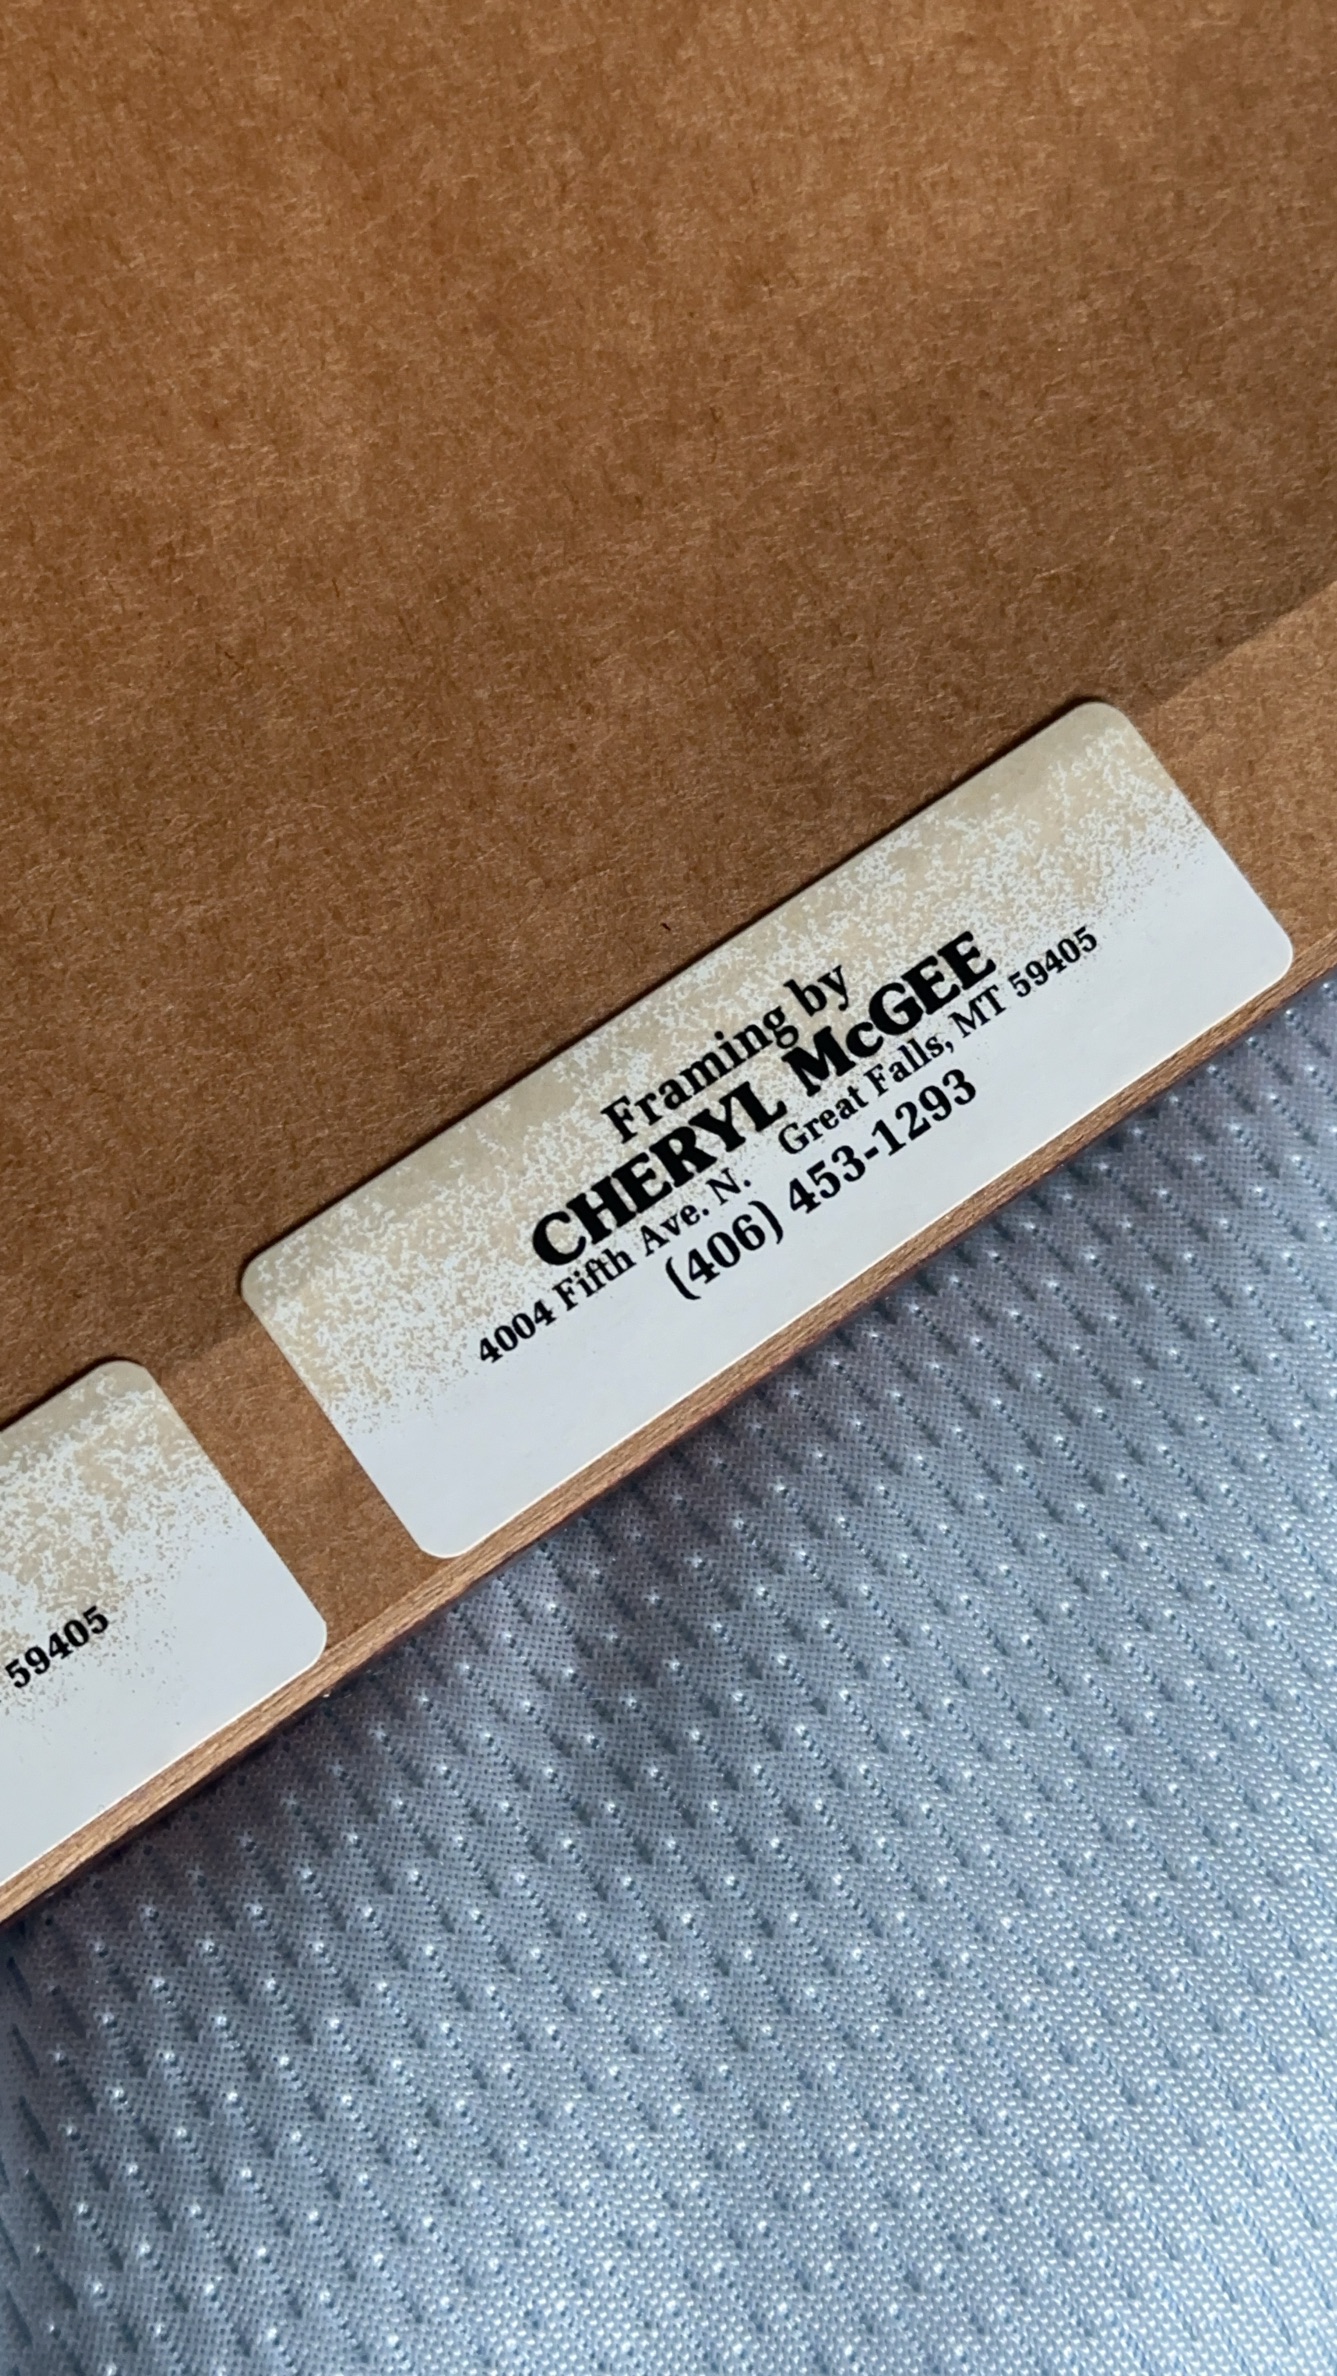 Framing by
CHERYL McGEE
4004 Fifth Ave. N. Great Falls, MT 59405
(406) 453-1293
59405